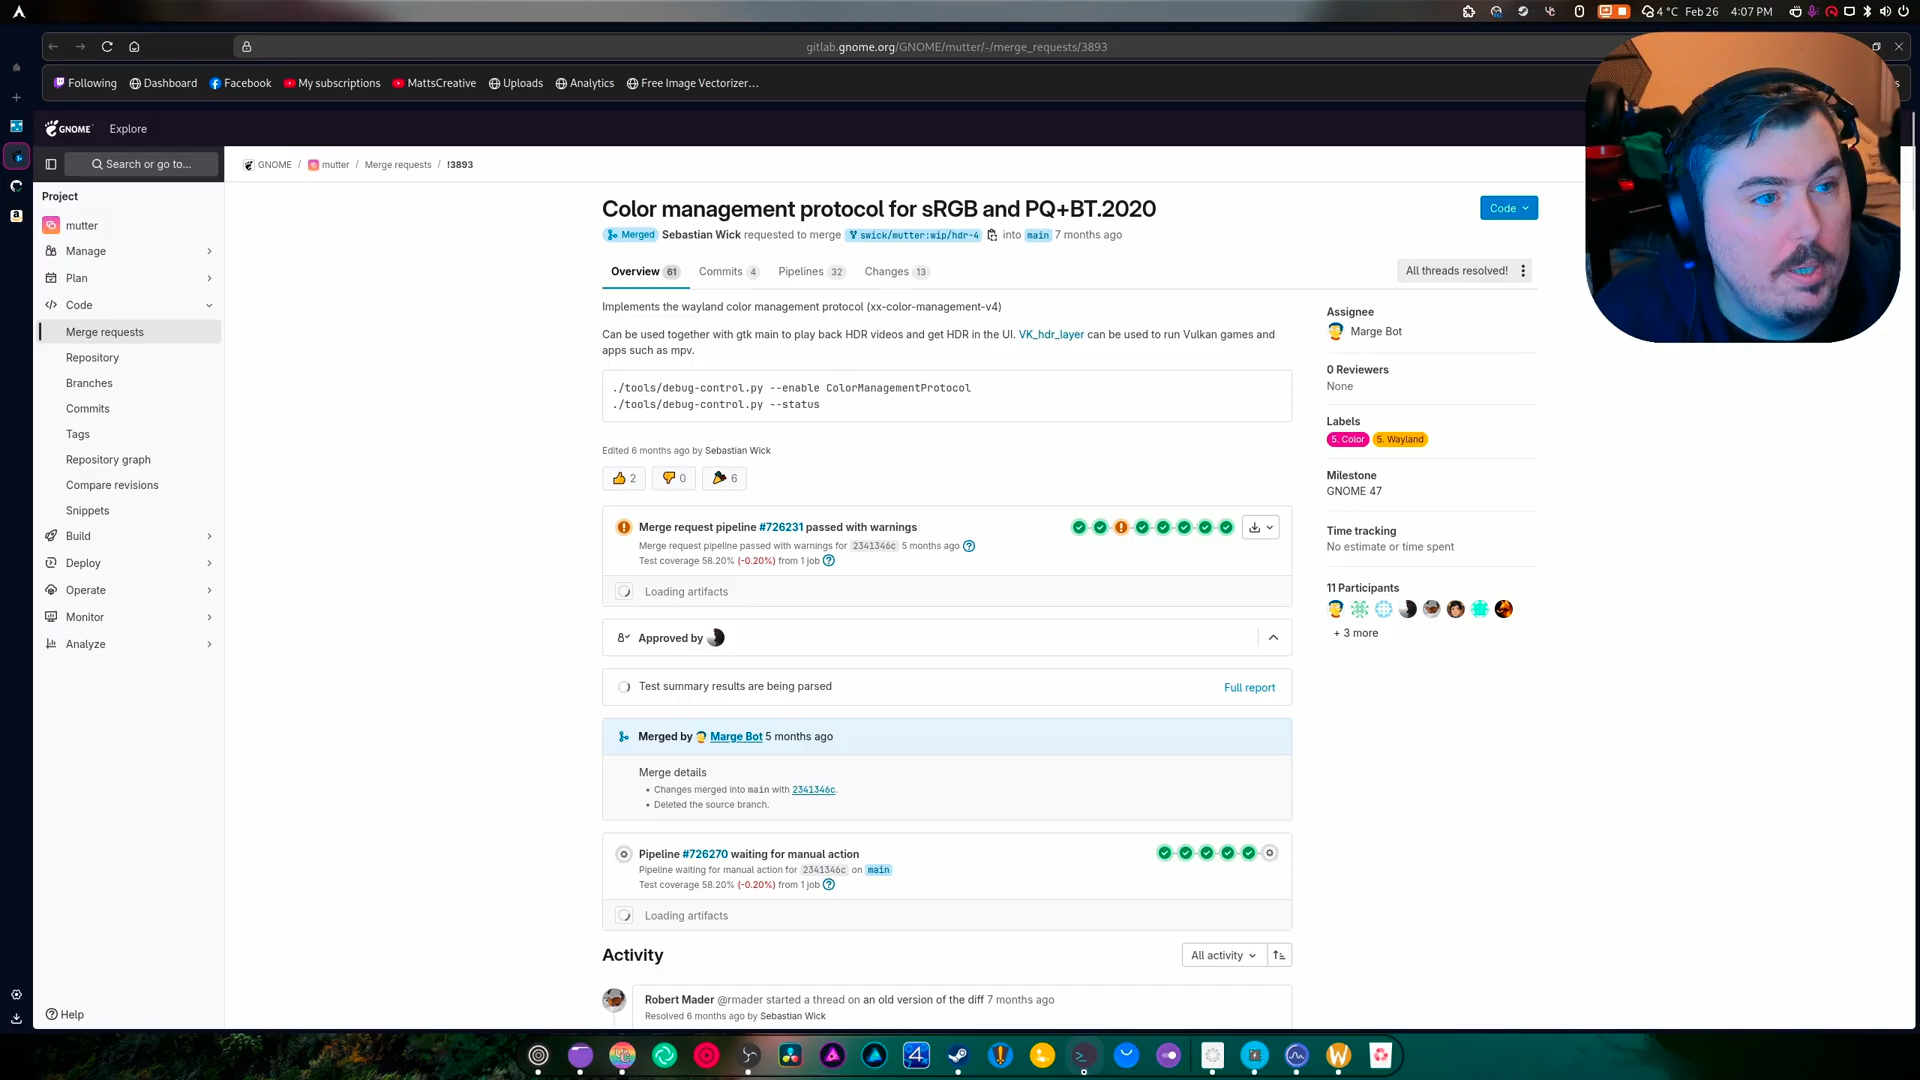 4 °C Feb 26 4:07 PM
gitlab.gnome.org/GNOME/mutter/-/merge_requests/3893
Following Dashboard Facebook My subscriptions MattsCreative Uploads Analytics Free Image Vectorizer…
GNOME Explore
Search or go to…
GNOME / mutter / Merge requests / !3893
Project
mutter
Manage
Plan
Code
Merge requests
Repository
Branches
Commits
Tags
Repository graph
Compare revisions
Snippets
Build
Deploy
Operate
Monitor
Analyze
Help
Color management protocol for sRGB and PQ+BT.2020
Code
Merged Sebastian Wick requested to merge swick/mutter:wip/hdr-4 into main 7 months ago
Overview 61 Commits 4 Pipelines 32 Changes 13
All threads resolved!
Implements the wayland color management protocol (xx-color-management-v4)
Can be used together with gtk main to play back HDR videos and get HDR in the UI. VK_hdr_layer can be used to run Vulkan games and
apps such as mpv.
./tools/debug-control.py --enable ColorManagementProtocol
./tools/debug-control.py --status
Edited 6 months ago by Sebastian Wick
2 0 6
Merge request pipeline #726231 passed with warnings
Merge request pipeline passed with warnings for 2341346c 5 months ago
Test coverage 58.20% (-0.20%) from 1 job
Loading artifacts
Approved by
Test summary results are being parsed Full report
Merged by Marge Bot 5 months ago
Merge details
• Changes merged into main with 2341346c.
• Deleted the source branch.
Pipeline #726270 waiting for manual action
Pipeline waiting for manual action for 2341346c on main
Test coverage 58.20% (-0.20%) from 1 job
Loading artifacts
Activity
All activity
Robert Mader @rmader started a thread on an old version of the diff 7 months ago
Resolved 6 months ago by Sebastian Wick
Assignee
Marge Bot
0 Reviewers
None
Labels
5. Color 5. Wayland
Milestone
GNOME 47
Time tracking
No estimate or time spent
11 Participants
+ 3 more